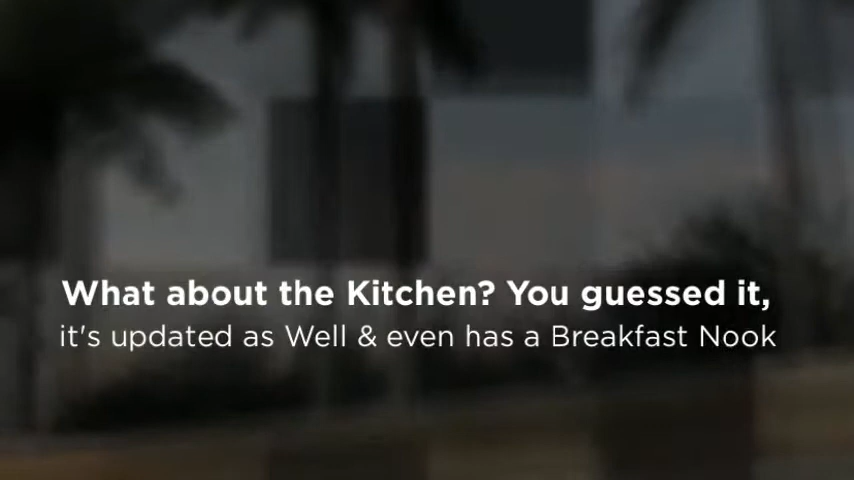 What about the Kitchen? You guessed it,
it's updated as Well & even has a Breakfast Nook